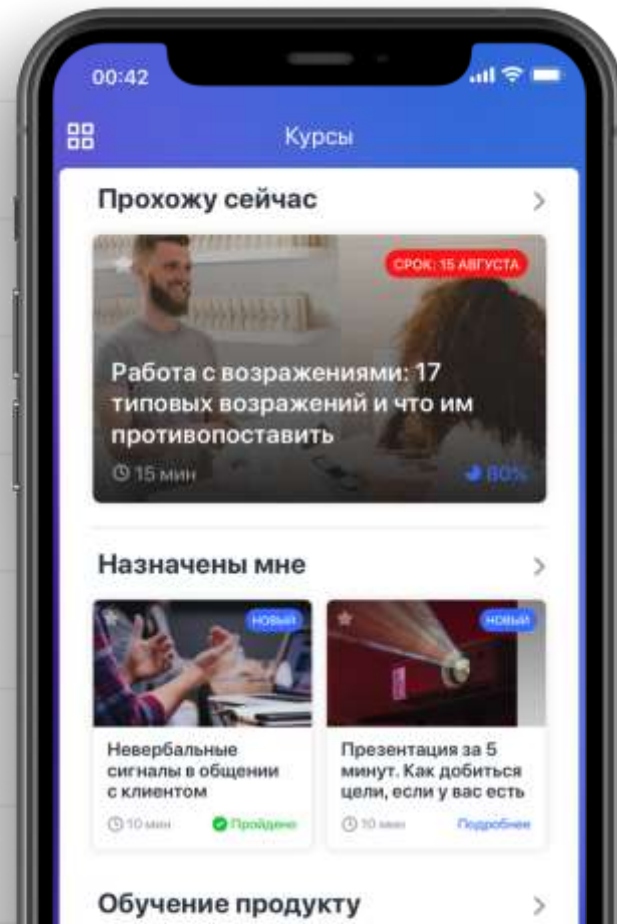 00:42
Курсы
Прохожу сейчас
СРОК: 15 АВГУСТА
Работа с возражениями: 17
типовых возражений и что им
противопоставить
15 мин
80%
Назначены мне
НОВЫЙ
НОВЫЙ
Невербальные
сигналы в общении
с клиентом
10 мин
Пройдено
Презентация за 5
минут. Как добиться
цели, если у вас есть
10 мин
Подробнее
Обучение продукту